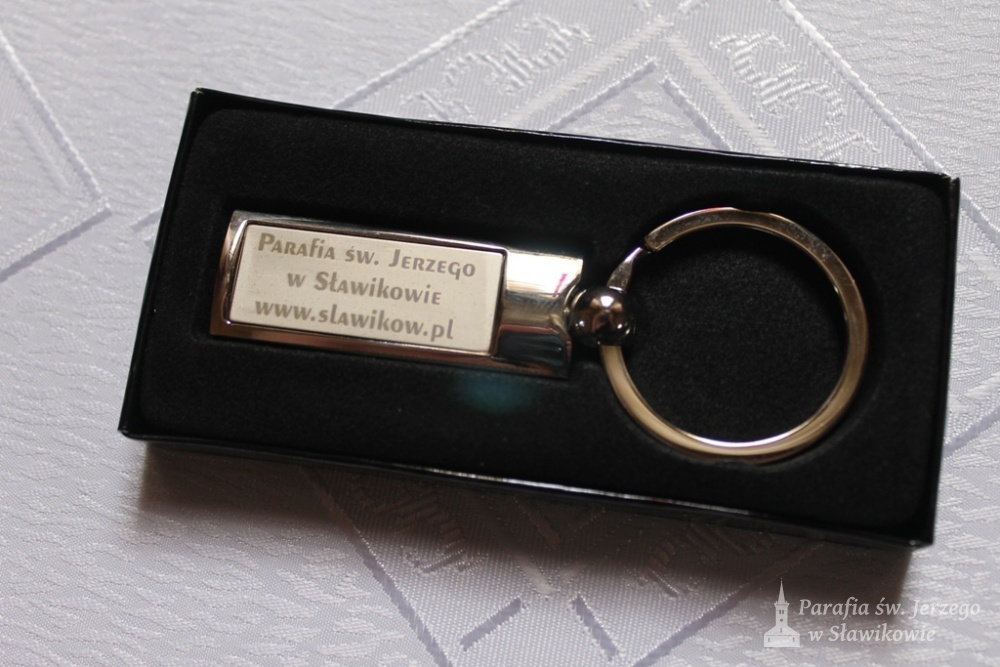 Parafia św. Jerzego
w Sławikowie
www.slawikow.pl
Parafia św. Jerzego
w Sławikowie